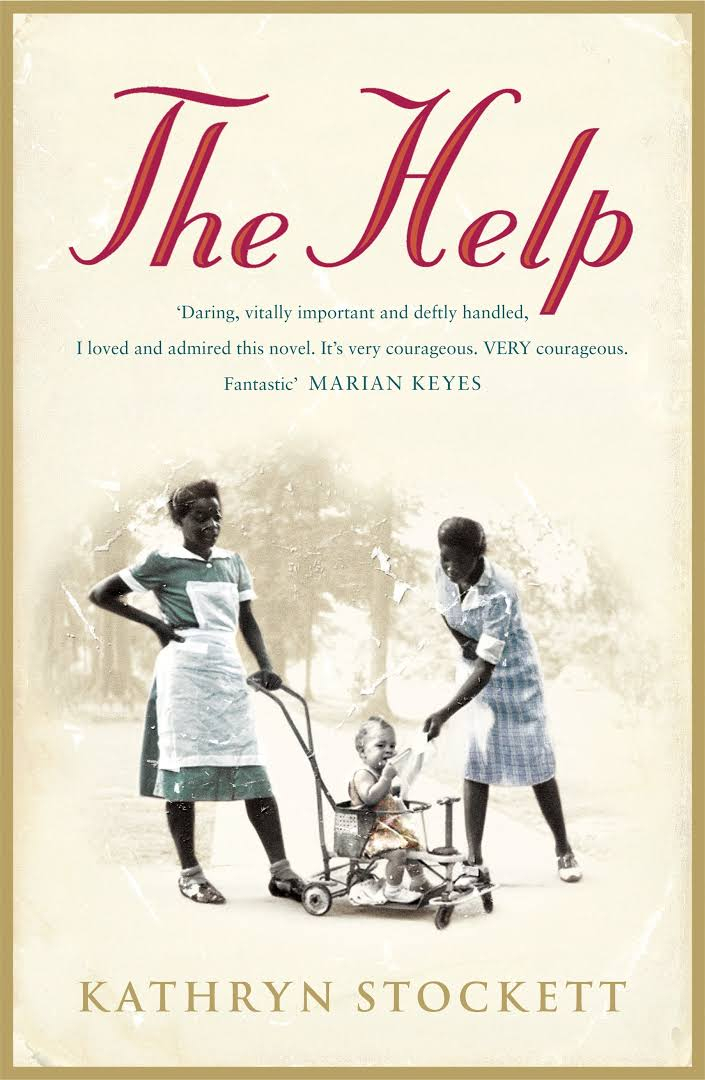 The Help
‘Daring, vitally important and deftly handled,
I loved and admired this novel. It’s very courageous. VERY courageous.
Fantastic’ MARIAN KEYES
KATHRYN STOCKETT